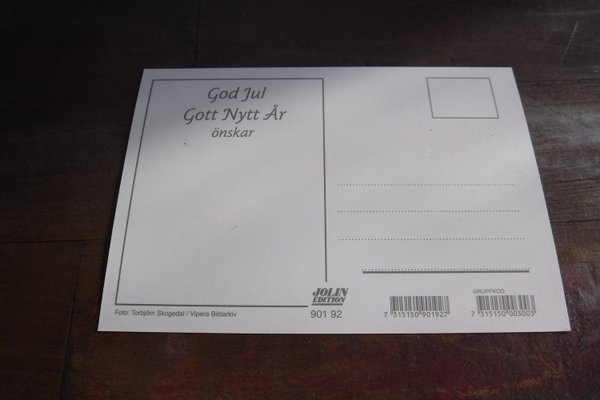 God Jul
Gott Nytt År
önskar
JOLIN
EDITION
901 92
Foto: Torbjörn Skogedal / Vipera Bildarkiv
7 315150 901927
GRUPPKOD:
7 315150 003003